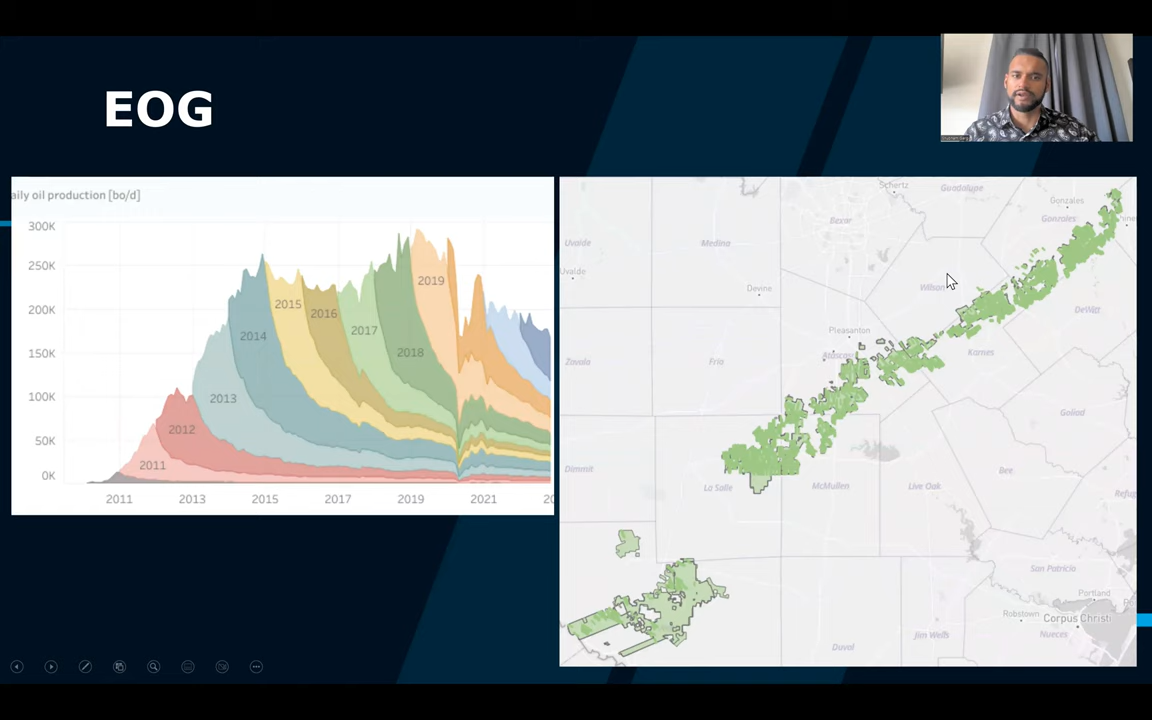 EOG
aily oil production [bo/d]
300K
250K
200K
150K
100K
50K
0K
2011
2012
2013
2014
2015
2016
2017
2018
2019
2011
2013
2015
2017
2019
2021
20
Schertz
Guadalupe
Gonzales
Bexar
Gonzales
Uvalde
Medina
Uvalde
Devine
Wilson
DeWitt
Pleasanton
Zavala
Frio
Atascosa
Karnes
Goliad
Dimmit
La Salle
McMullen
Live Oak
Bee
Refug
San Patricio
Portland
Robstown
Corpus Christi
Nueces
Jim Wells
Duval